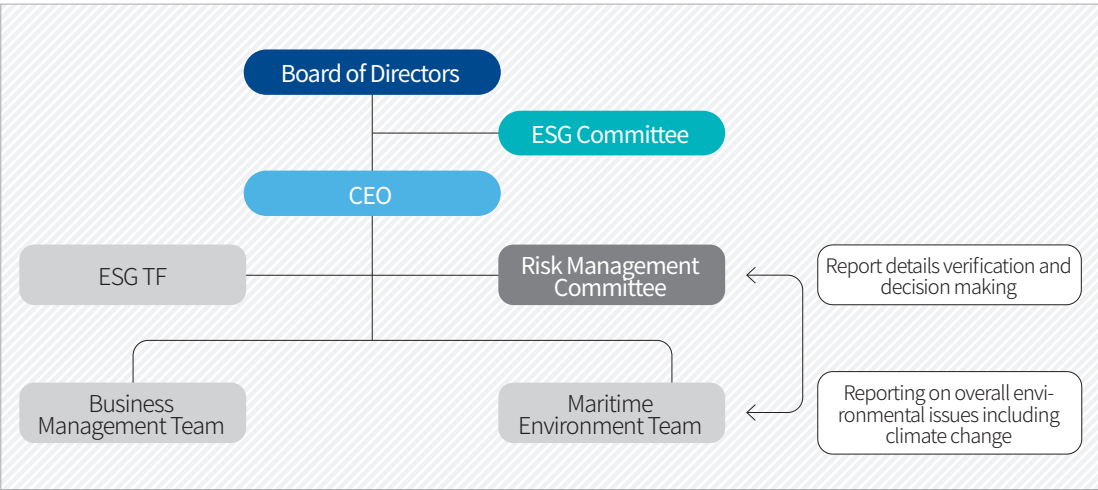 Board of Directors
ESG Committee
CEO
ESG TF
Risk Management
Committee
Report details verification and
decision making
Business
Management Team
Maritime
Environment Team
Reporting on overall envi-
ronmental issues including
climate change